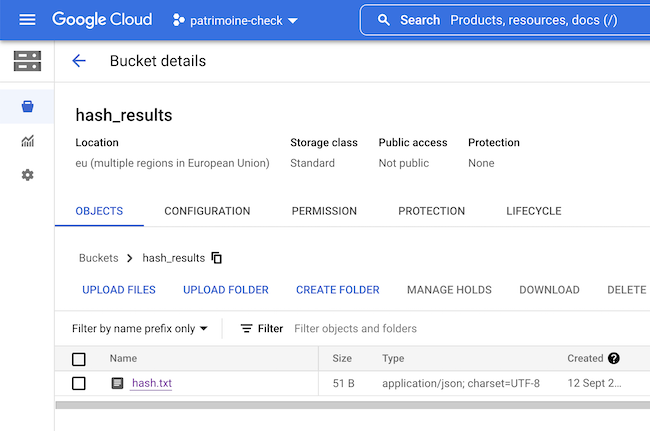 Google Cloud patrimoine-check Search Products, resources, docs (/)
Bucket details
hash_results
Location Storage class Public access Protection
eu (multiple regions in European Union) Standard Not public None
OBJECTS CONFIGURATION PERMISSION PROTECTION LIFECYCLE
Buckets hash_results
UPLOAD FILES UPLOAD FOLDER CREATE FOLDER MANAGE HOLDS DOWNLOAD DELETE
Filter by name prefix only Filter Filter objects and folders
Name Size Type Created ?
hash.txt 51 B application/json; charset=UTF-8 12 Sept 2...